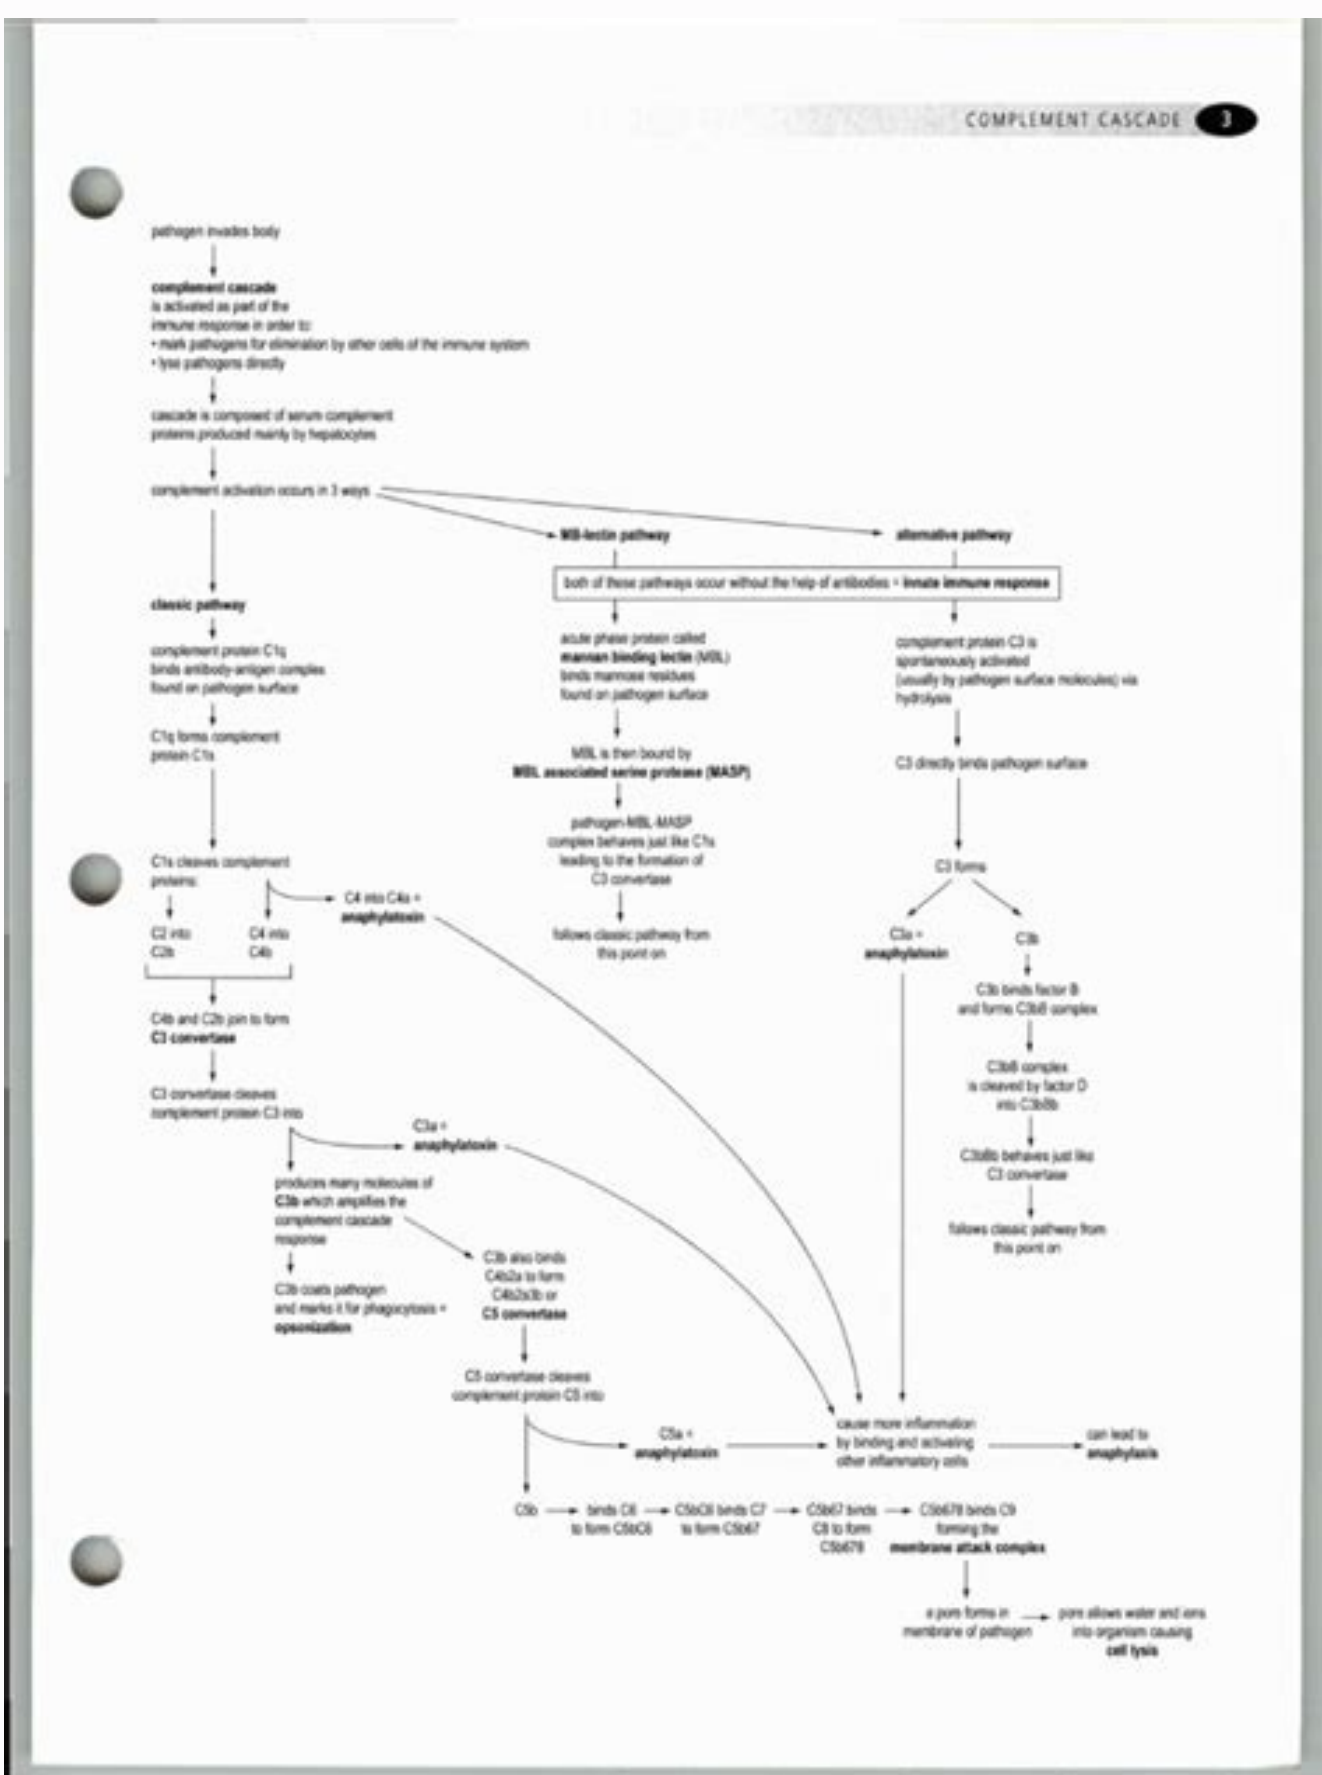 COMPLEMENT CASCADE 3
pathogen invades body
complement cascade
is activated as part of the
immune response in order to:
• mark pathogens for elimination by other cells of the immune system
• lyse pathogens directly
cascade is composed of serum complement
proteins produced mainly by hepatocytes
complement activation occurs in 3 ways
classic pathway
complement protein C1q
binds antibody-antigen complex
found on pathogen surface
C1q forms complement
protein C1s
C1s cleaves complement
proteins:
C2 into
C2b
C4 into
C4b
C4 into C4a =
anaphylatoxin
C4b and C2b join to form
C3 convertase
C3 convertase cleaves
complement protein C3 into
C3a =
anaphylatoxin
produces many molecules of
C3b which amplifies the
complement cascade
response
C3b coats pathogen
and marks it for phagocytosis =
opsonization
C3b also binds
C4b2a to form
C4b2a3b or
C5 convertase
C5 convertase cleaves
complement protein C5 into
C5a =
anaphylatoxin
MB-lectin pathway
alternative pathway
both of these pathways occur without the help of antibodies = innate immune response
acute phase protein called
mannan binding lectin (MBL)
binds mannose residues
found on pathogen surface
MBL is then bound by
MBL associated serine protease (MASP)
pathogen-MBL-MASP
complex behaves just like C1s
leading to the formation of
C3 convertase
follows classic pathway from
this point on
complement protein C3 is
spontaneously activated
(usually by pathogen surface molecules) via
hydrolysis
C3 directly binds pathogen surface
C3 forms
C3a =
anaphylatoxin
C3b
C3b binds factor B
and forms C3bB complex
C3bB complex
is cleaved by factor D
into C3bBb
C3bBb behaves just like
C3 convertase
follows classic pathway from
this point on
cause more inflammation
by binding and activating
other inflammatory cells
can lead to
anaphylaxis
C5b
binds C6
to form C5bC6
C5bC6 binds C7
to form C5b67
C5b67 binds
C8 to form
C5b678
C5b678 binds C9
forming the
membrane attack complex
a pore forms in
membrane of pathogen
pore allows water and ions
into organism causing
cell lysis